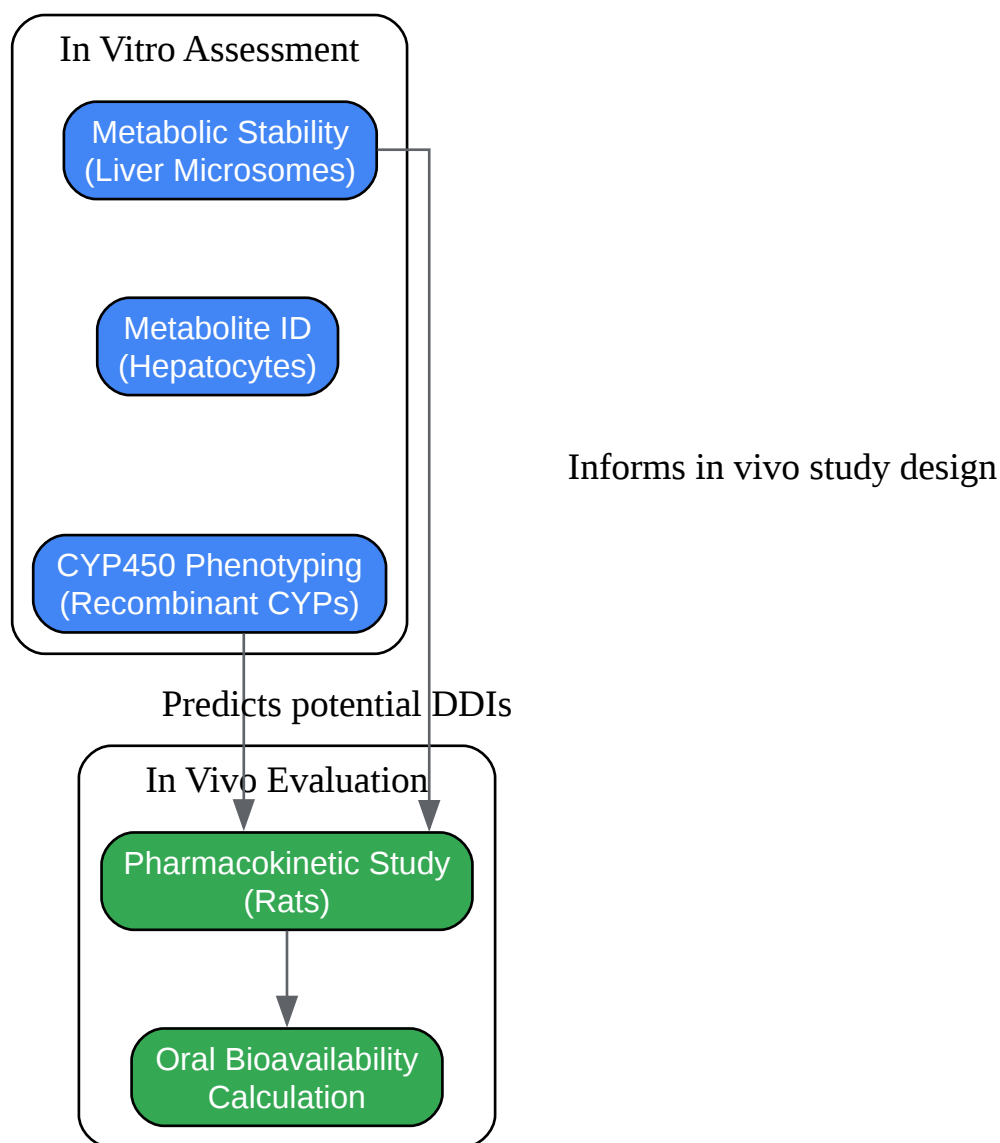 In Vitro Assessment
Metabolic Stability
(Liver Microsomes)
Metabolite ID
(Hepatocytes)
Informs in vivo study design
CYP450 Phenotyping
(Recombinant CYPs)
Predicts potential DDIs
In Vivo Evaluation
Pharmacokinetic Study
(Rats)
Oral Bioavailability
Calculation